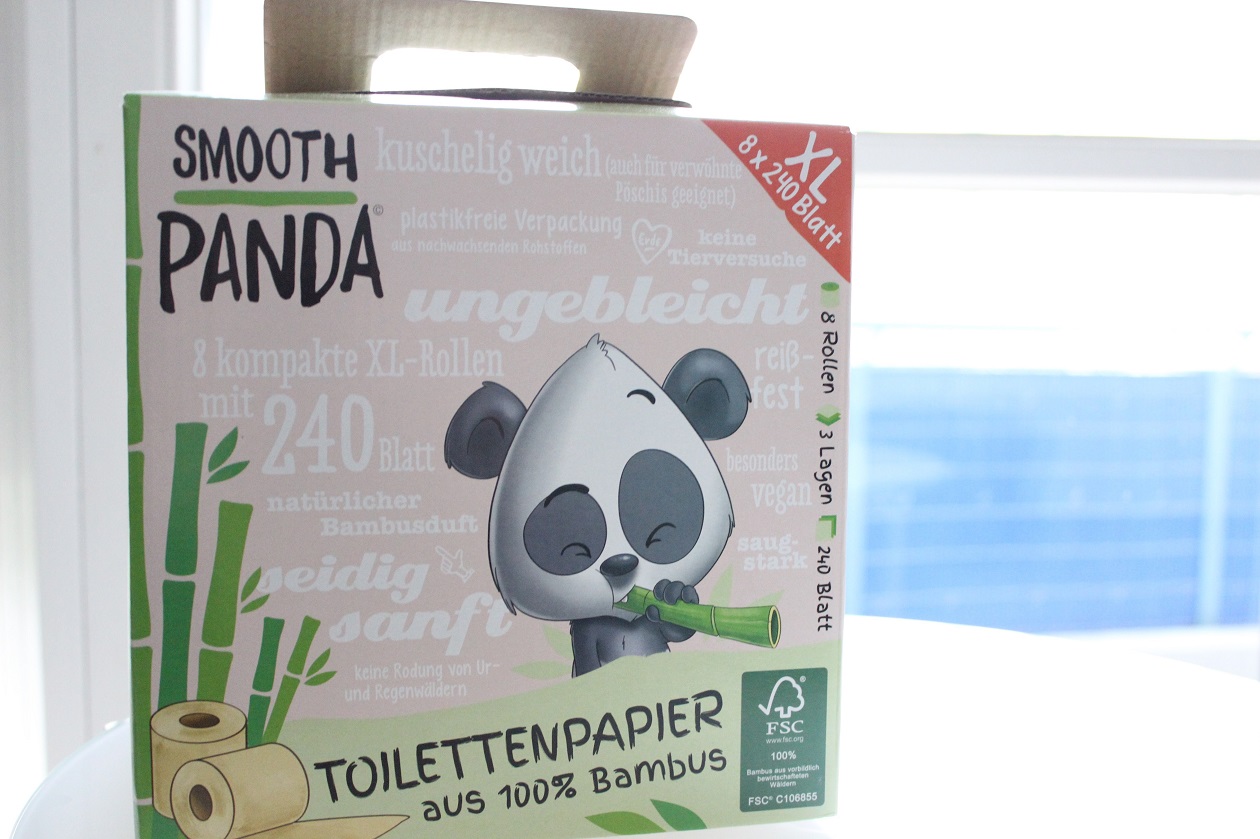 SMOOTH
PANDA©
kuschelig weich (auch für verwöhnte
Pöschis geeignet)
plastikfreie Verpackung
aus nachwachsenden Rohstoffen
Erde
keine
Tierversuche
XL
8 x 240 Blatt
ungebleicht
8 kompakte XL-Rollen
mit 240 Blatt
reiß-
fest
natürlicher
Bambusduft
besonders
vegan
seidig
sanft
saug-
stark
keine Rodung von Ur-
und Regenwäldern
8 Rollen
3 Lagen
240 Blatt
TOILETTENPAPIER
aus 100% Bambus
®
FSC
www.fsc.org
100%
Bambus aus vorbildlich
bewirtschafteten
Wäldern
FSC® C106855